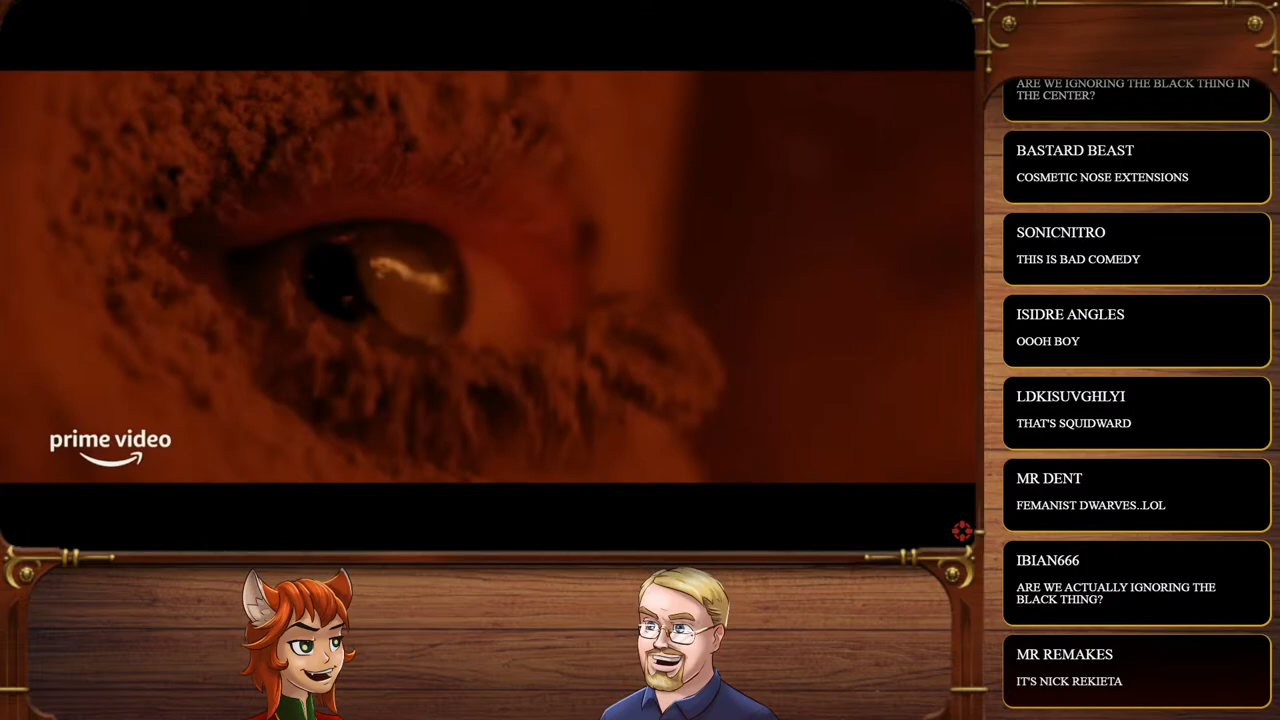 prime video
ARE WE IGNORING THE BLACK THING IN
THE CENTER?
BASTARD BEAST
COSMETIC NOSE EXTENSIONS
SONICNITRO
THIS IS BAD COMEDY
ISIDRE ANGLES
OOOH BOY
LDKISUVGHLYI
THAT'S SQUIDWARD
MR DENT
FEMANIST DWARVES..LOL
IBIAN666
ARE WE ACTUALLY IGNORING THE
BLACK THING?
MR REMAKES
IT'S NICK REKIETA